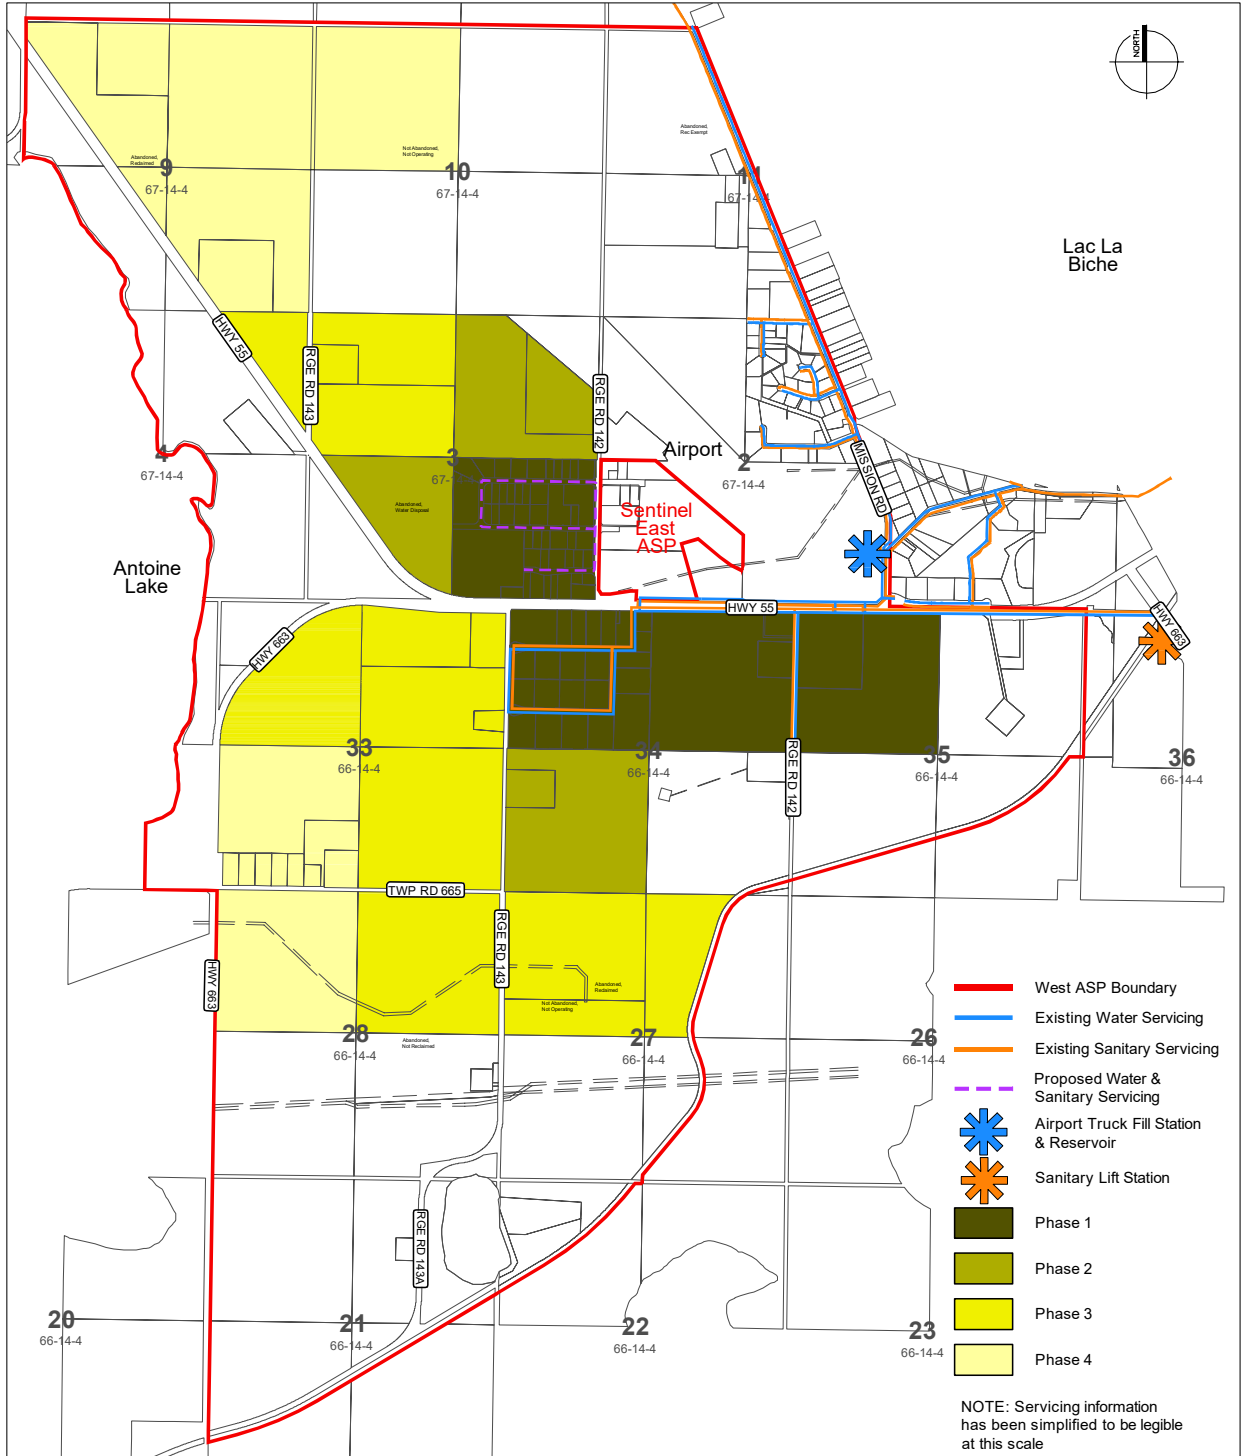 NORTH
Abandoned,
Rec Exempt
Not Abandoned,
Not Operating
Abandoned,
Reclaimed
9
67-14-4
10
67-14-4
11
67-14-4
Lac La
Biche
HWY 55
RGE RD 143
RGE RD 142
Airport
MISSION RD
4
67-14-4
3
67-14-4
2
67-14-4
Abandoned,
Water Disposal
Sentinel
East
ASP
Antoine
Lake
HWY 55
HWY 663
HWY 663
33
66-14-4
34
66-14-4
RGE RD 142
35
66-14-4
36
66-14-4
TWP RD 665
RGE RD 143
HWY 663
Abandoned,
Reclaimed
Not Abandoned,
Not Operating
Abandoned,
Not Reclaimed
28
66-14-4
27
66-14-4
26
66-14-4
RGE RD 143A
20
66-14-4
21
66-14-4
22
66-14-4
23
66-14-4
West ASP Boundary
Existing Water Servicing
Existing Sanitary Servicing
Proposed Water &
Sanitary Servicing
Airport Truck Fill Station
& Reservoir
Sanitary Lift Station
Phase 1
Phase 2
Phase 3
Phase 4
NOTE: Servicing information
has been simplified to be legible
at this scale